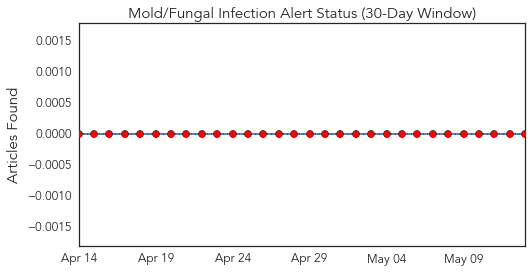 Mold/Fungal Infection Alert Status (30-Day Window)
Articles Found
0.0015
0.0010
0.0005
0.0000
−0.0005
−0.0010
−0.0015
Apr 14 Apr 19 Apr 24 Apr 29 May 04 May 09